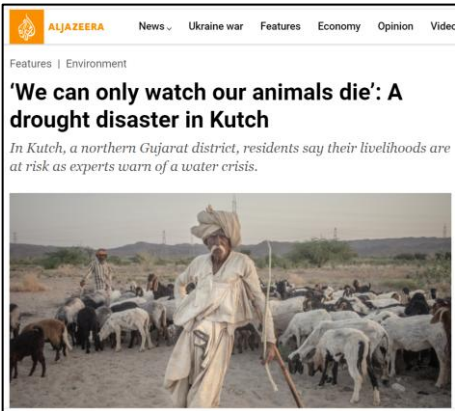 ALJAZEERA
News Ukraine war Features Economy Opinion Video
Features | Environment
‘We can only watch our animals die’: A
drought disaster in Kutch
In Kutch, a northern Gujarat district, residents say their livelihoods are
at risk as experts warn of a water crisis.